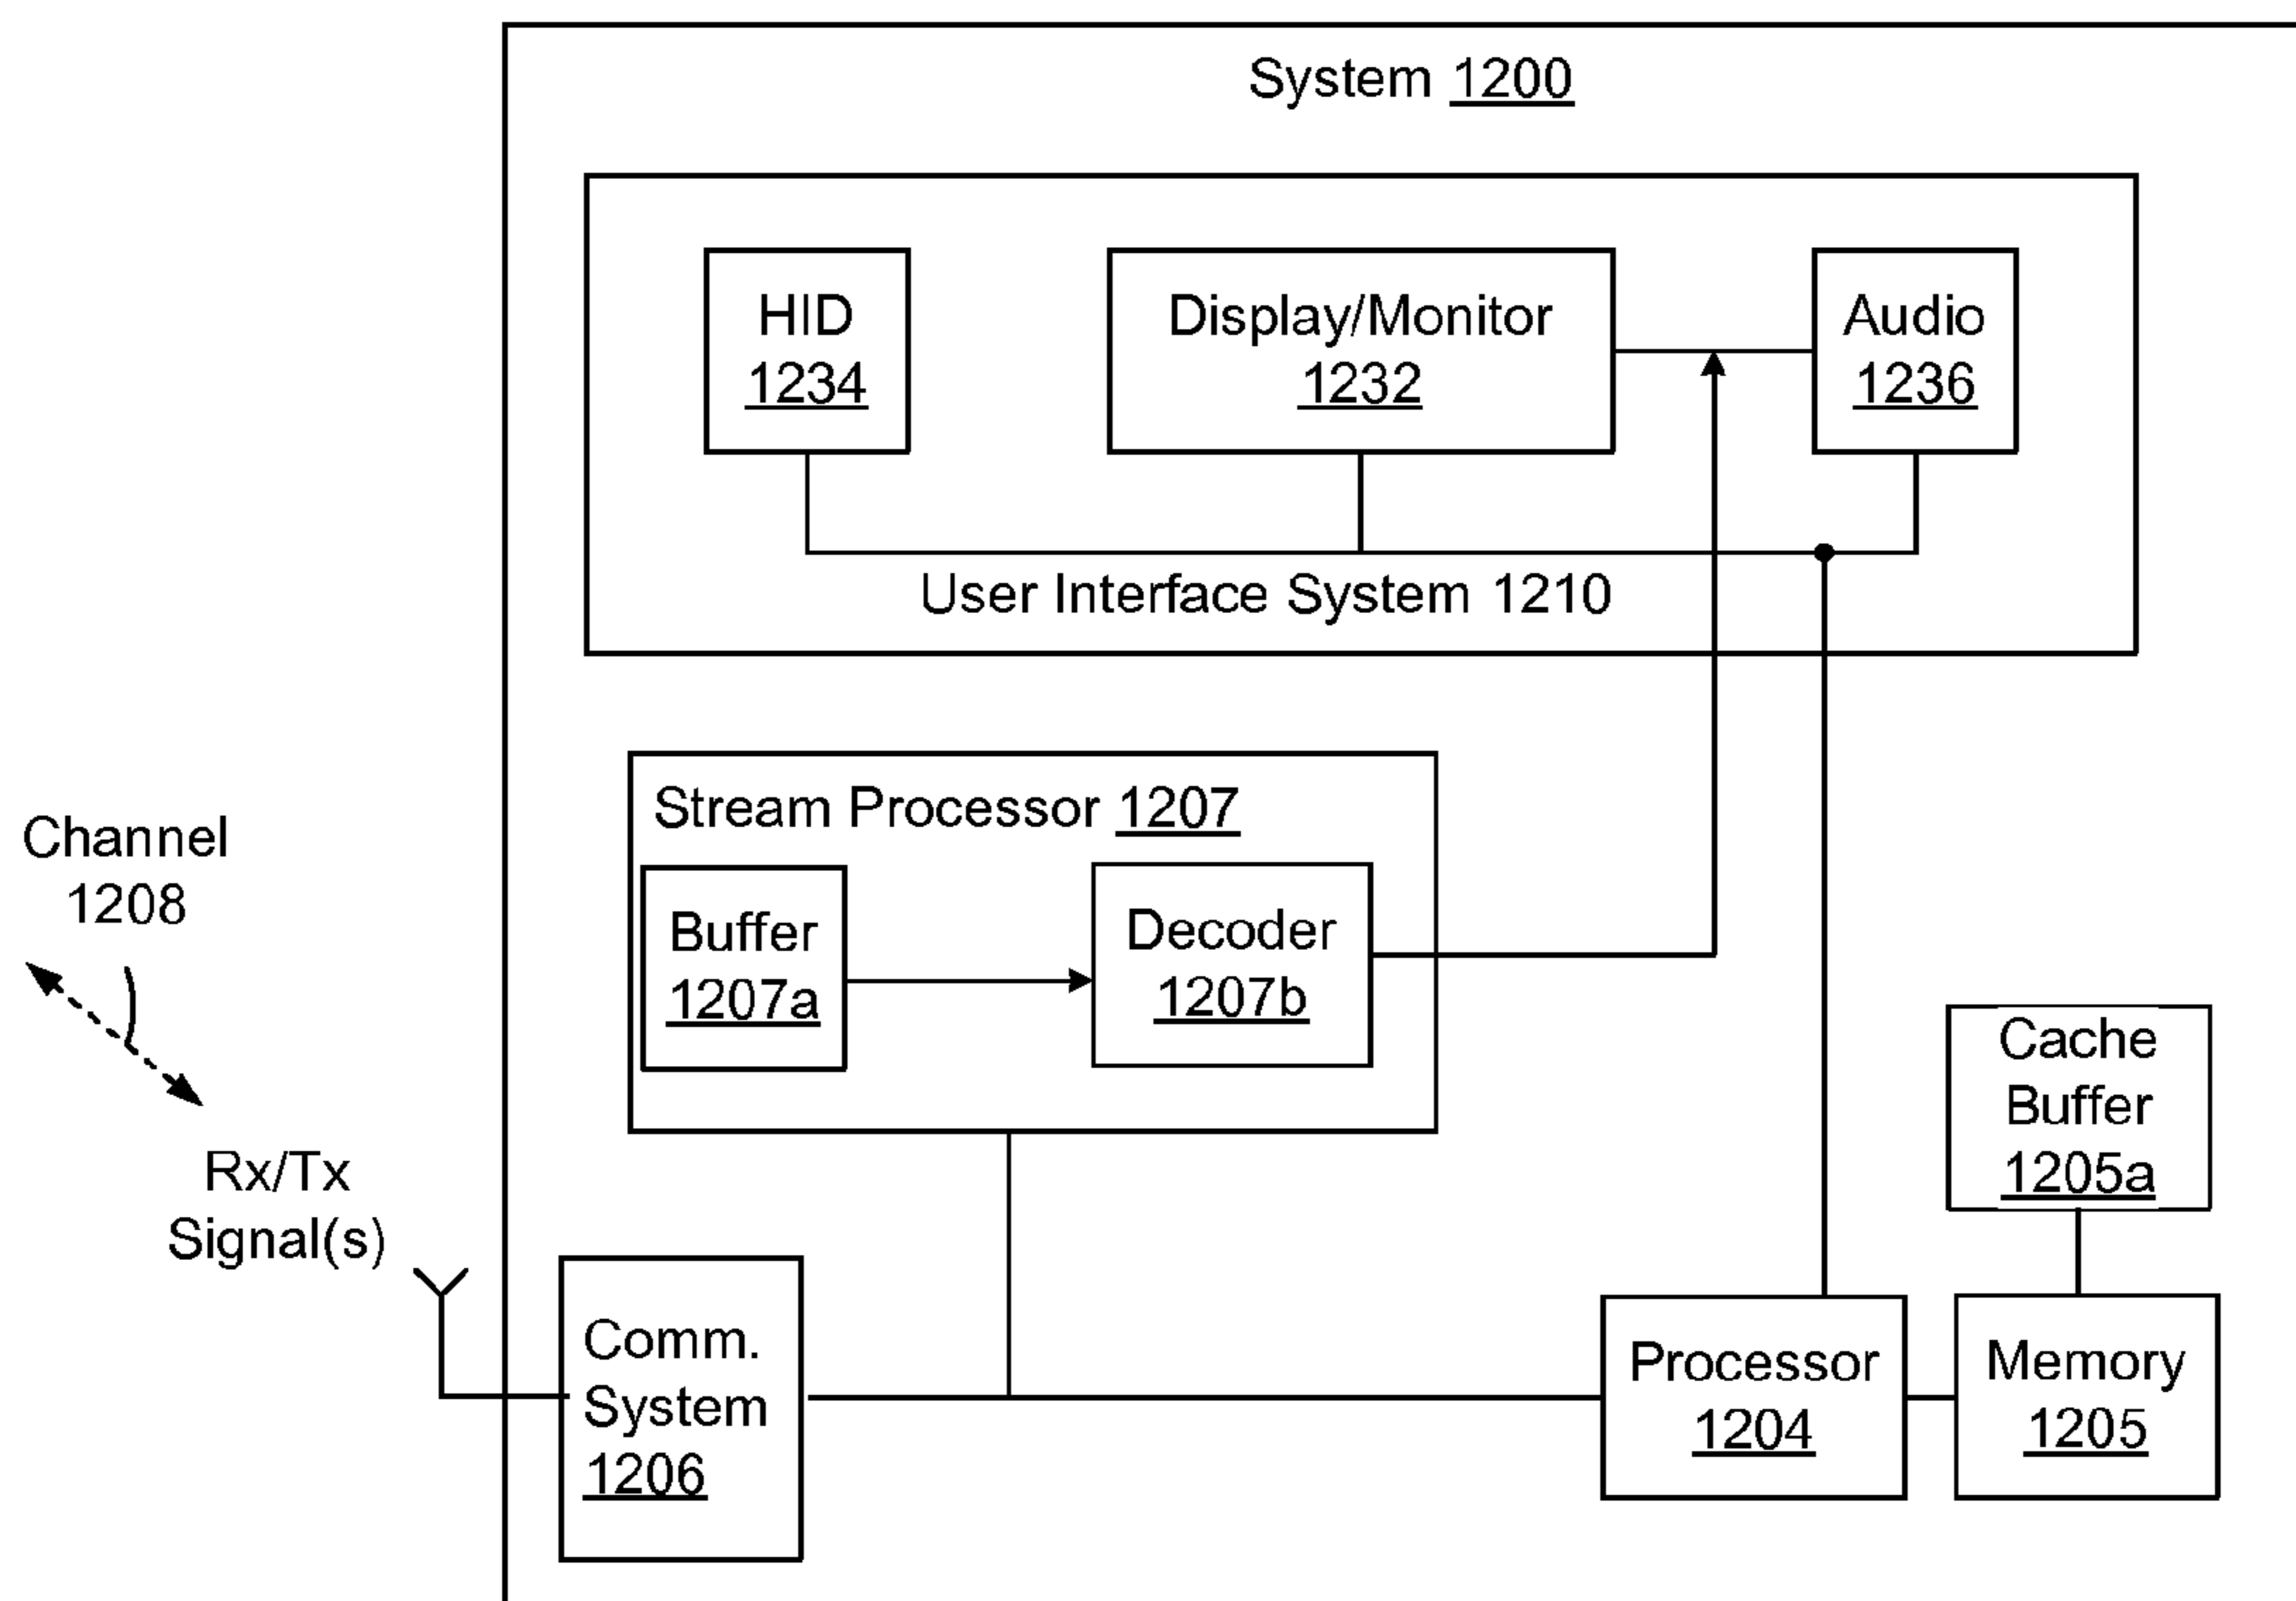 System 1200
HID
1234
Display/Monitor
1232
Audio
1236
User Interface System 1210
Stream Processor 1207
Buffer
1207a
Decoder
1207b
Channel
1208
Rx/Tx
Signal(s)
Cache
Buffer
1205a
Comm.
System
1206
Processor
1204
Memory
1205